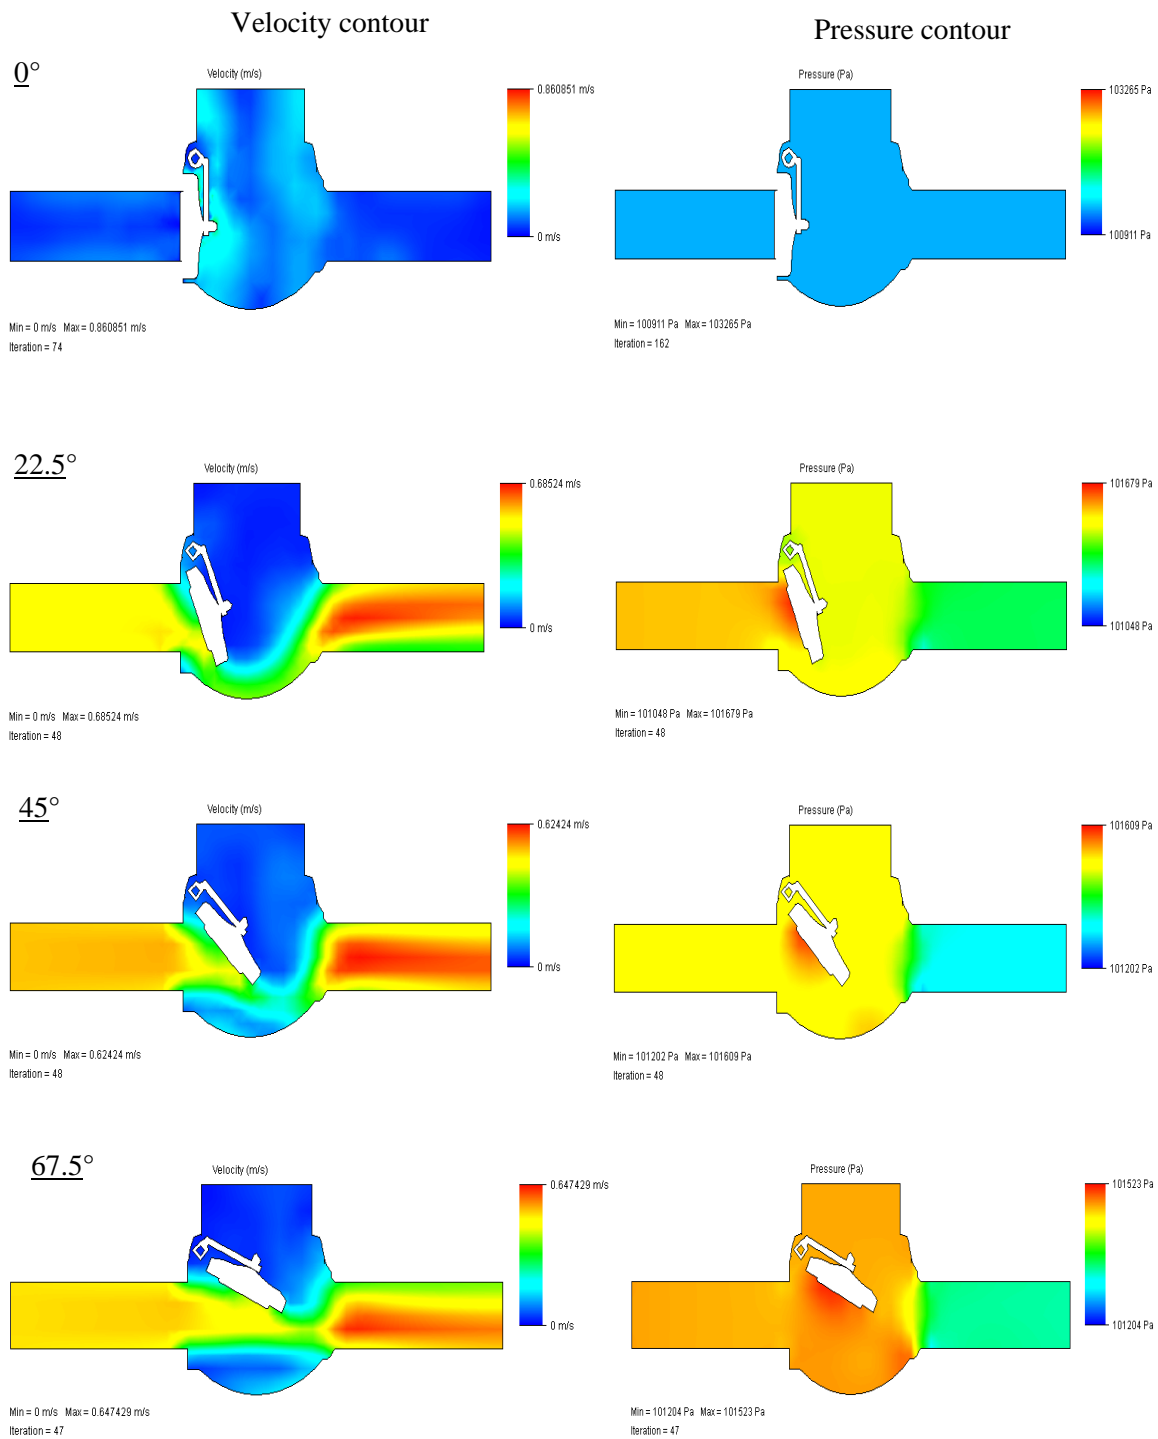 Velocity contour
Pressure contour
0°
Velocity (m/s)
0.860851 m/s
0 m/s
Min = 0 m/s Max = 0.860851 m/s
Iteration = 74
Pressure (Pa)
103265 Pa
100911 Pa
Min = 100911 Pa Max = 103265 Pa
Iteration = 162
22.5°
Velocity (m/s)
0.68524 m/s
0 m/s
Min = 0 m/s Max = 0.68524 m/s
Iteration = 48
Pressure (Pa)
101679 Pa
101048 Pa
Min = 101048 Pa Max = 101679 Pa
Iteration = 48
45°
Velocity (m/s)
0.62424 m/s
0 m/s
Min = 0 m/s Max = 0.62424 m/s
Iteration = 48
Pressure (Pa)
101609 Pa
101202 Pa
Min = 101202 Pa Max = 101609 Pa
Iteration = 48
67.5°
Velocity (m/s)
0.647429 m/s
0 m/s
Min = 0 m/s Max = 0.647429 m/s
Iteration = 47
Pressure (Pa)
101523 Pa
101204 Pa
Min = 101204 Pa Max = 101523 Pa
Iteration = 47